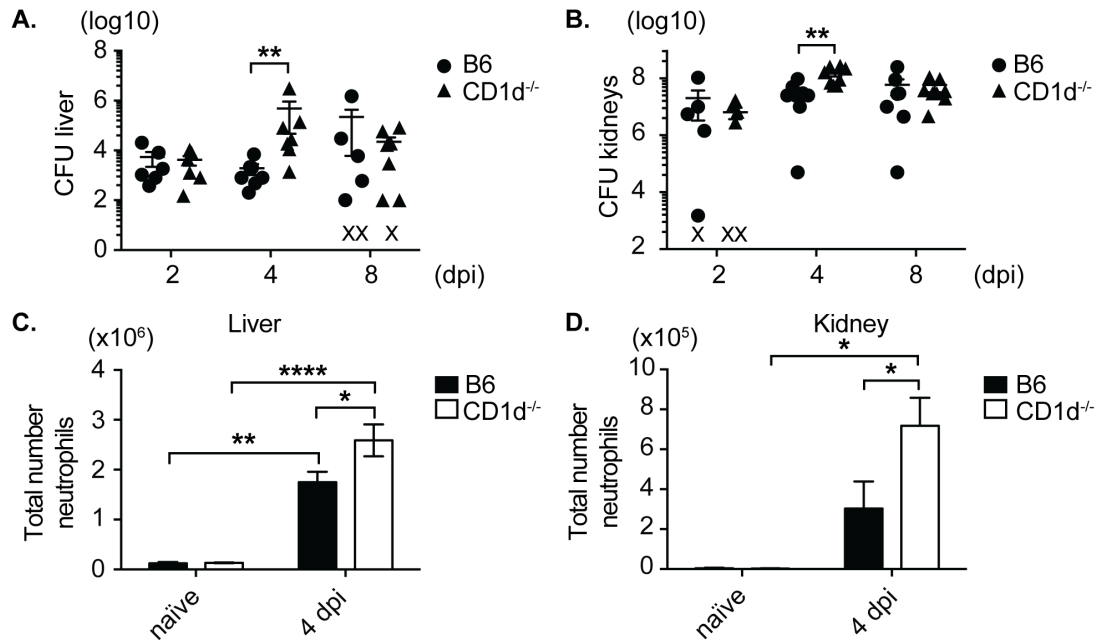 A. (log10)
CFU liver
8
6
4
2
0
**
B6
CD1d-/-
XX X
2 4 8 (dpi)
B. (log10)
CFU kidneys
8
6
4
2
**
B6
CD1d-/-
X XX
2 4 8 (dpi)
C. Liver
(x10⁶)
Total number
neutrophils
4
3
2
1
0
****
*
**
B6
CD1d-/-
naïve 4 dpi
D. Kidney
(x10⁵)
Total number
neutrophils
10
8
6
4
2
0
*
*
B6
CD1d-/-
naïve 4 dpi